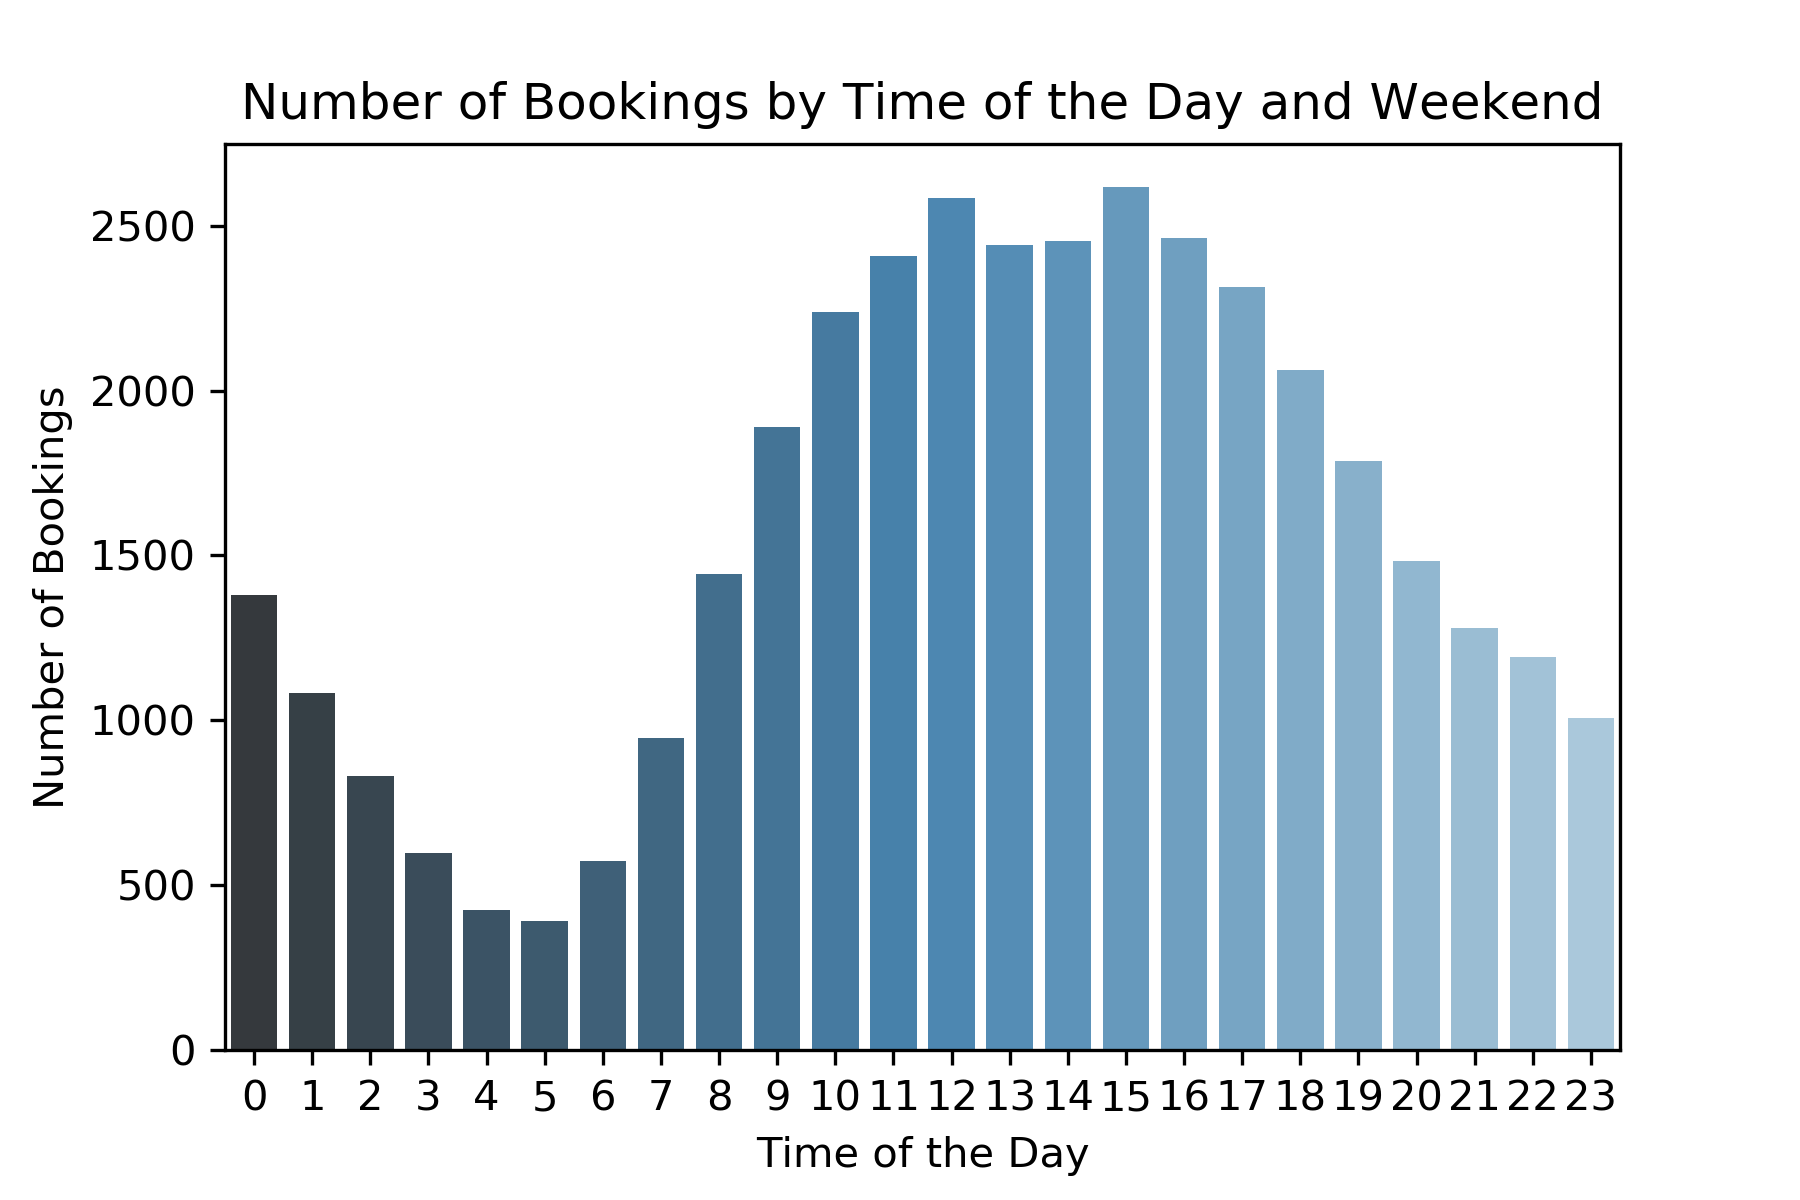 Number of Bookings by Time of the Day and Weekend
Number of Bookings
2500
2000
1500
1000
500
0
0 1 2 3 4 5 6 7 8 9 10 11 12 13 14 15 16 17 18 19 20 21 22 23
Time of the Day